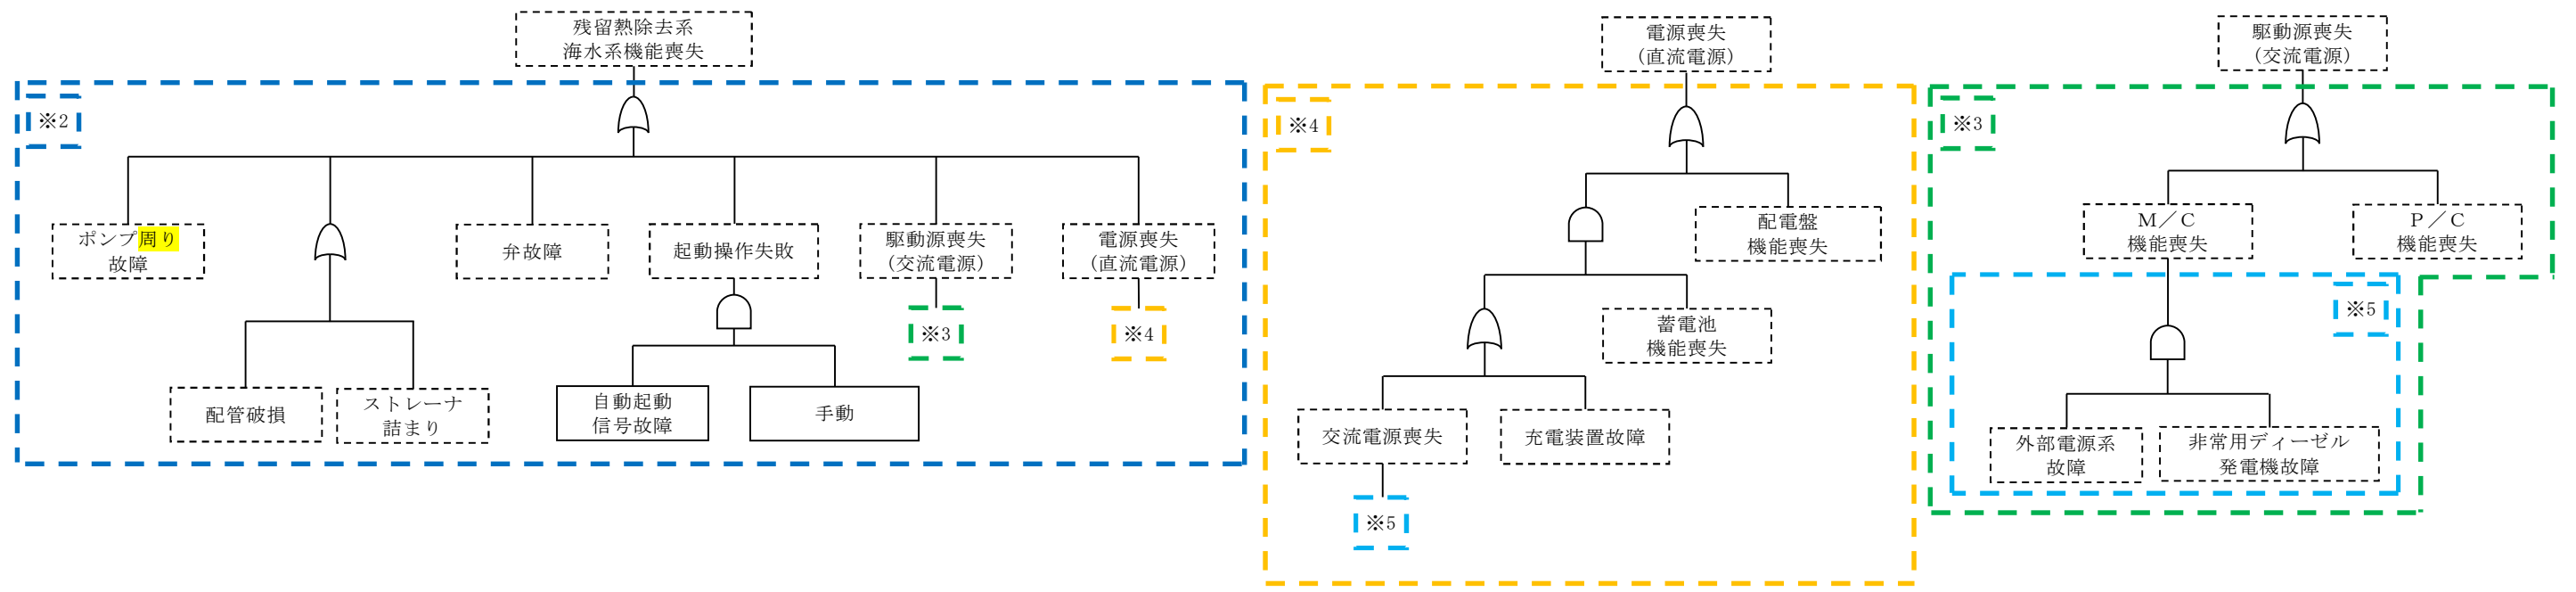 残留熱除去系
海水系機能喪失
※2
ポンプ周り
故障
弁故障
起動操作失敗
駆動源喪失
（交流電源）
電源喪失
（直流電源）
※3
※4
配管破損
ストレーナ
詰まり
自動起動
信号故障
手動
電源喪失
（直流電源）
※4
配電盤
機能喪失
蓄電池
機能喪失
交流電源喪失
充電装置故障
※5
駆動源喪失
（交流電源）
※3
M／C
機能喪失
P／C
機能喪失
※5
外部電源系
故障
非常用ディーゼル
発電機故障